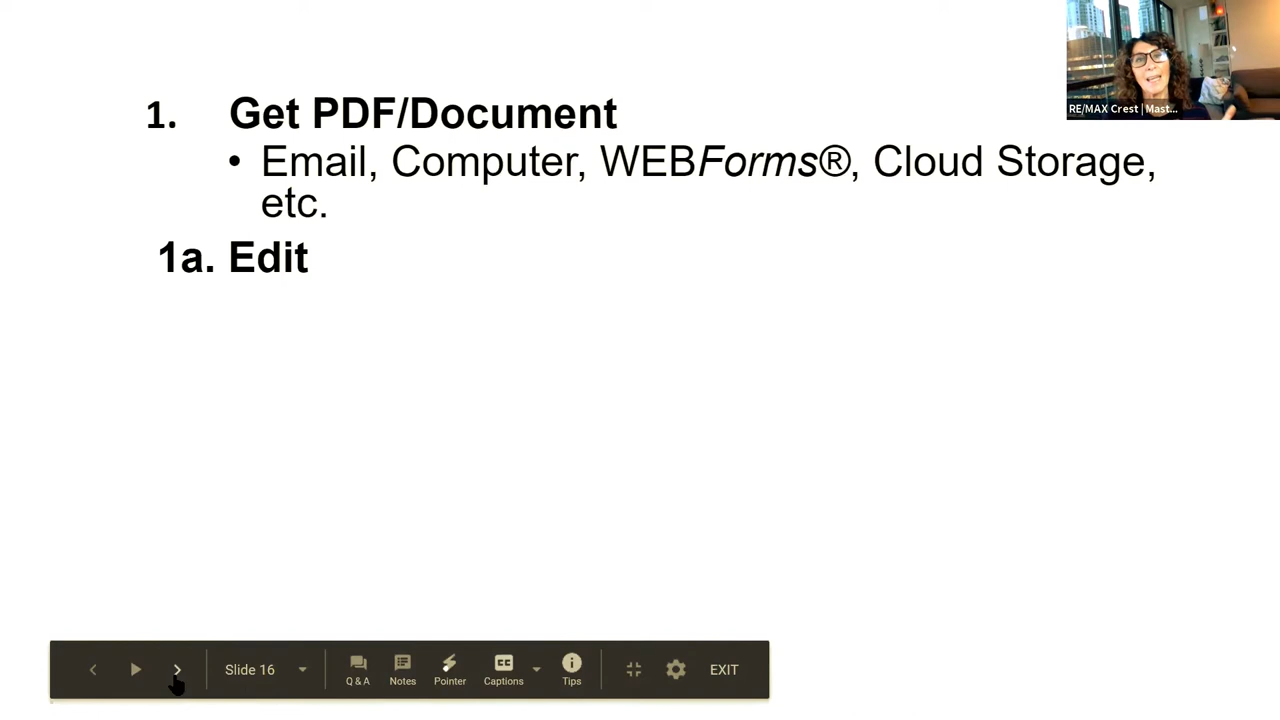 RE/MAX Crest | Mast...
1. Get PDF/Document
• Email, Computer, WEBForms®, Cloud Storage,
etc.
1a. Edit
Slide 16
Q & A
Notes
Pointer
CC
Captions
Tips
EXIT